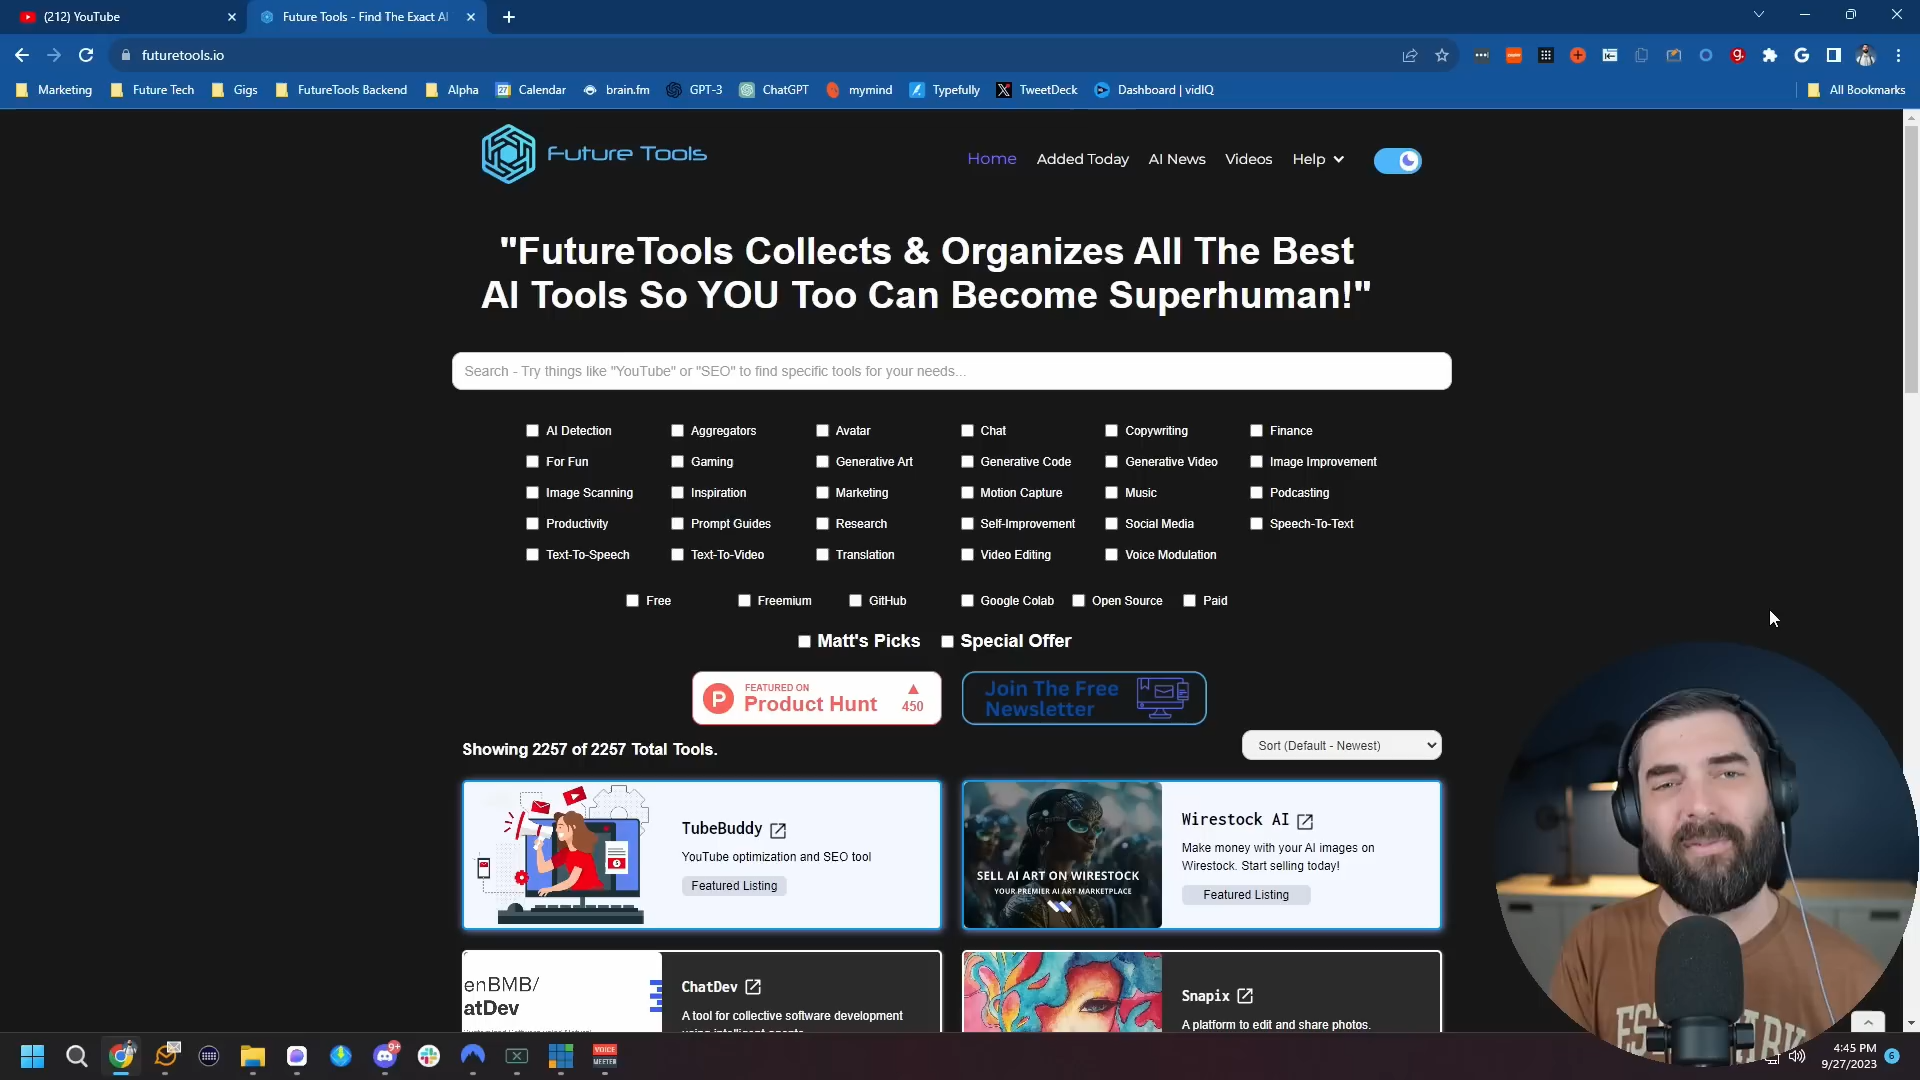 (212) YouTube
Future Tools - Find The Exact AI
futuretools.io
Marketing
Future Tech
Gigs
FutureTools Backend
Alpha
27
Calendar
brain.fm
GPT-3
ChatGPT
mymind
Typefully
TweetDeck
Dashboard | vidIQ
All Bookmarks
Future Tools
Home
Added Today
AI News
Videos
Help
"FutureTools Collects & Organizes All The Best
AI Tools So YOU Too Can Become Superhuman!"
Search - Try things like "YouTube" or "SEO" to find specific tools for your needs...
AI Detection
Aggregators
Avatar
Chat
Copywriting
Finance
For Fun
Gaming
Generative Art
Generative Code
Generative Video
Image Improvement
Image Scanning
Inspiration
Marketing
Motion Capture
Music
Podcasting
Productivity
Prompt Guides
Research
Self-Improvement
Social Media
Speech-To-Text
Text-To-Speech
Text-To-Video
Translation
Video Editing
Voice Modulation
Free
Freemium
GitHub
Google Colab
Open Source
Paid
Matt's Picks
Special Offer
P
FEATURED ON
Product Hunt
450
Join The Free
Newsletter
Showing 2257 of 2257 Total Tools.
Sort (Default - Newest)
TubeBuddy
YouTube optimization and SEO tool
Featured Listing
SELL AI ART ON WIRESTOCK
YOUR PREMIER AI ART MARKETPLACE
Wirestock AI
Make money with your AI images on
Wirestock. Start selling today!
Featured Listing
enBMB/
atDev
ChatDev
A tool for collective software development
using intelligent agents.
Snapix
A platform to edit and share photos.
9+
VOICE
MEETER
4:45 PM
9/27/2023
6